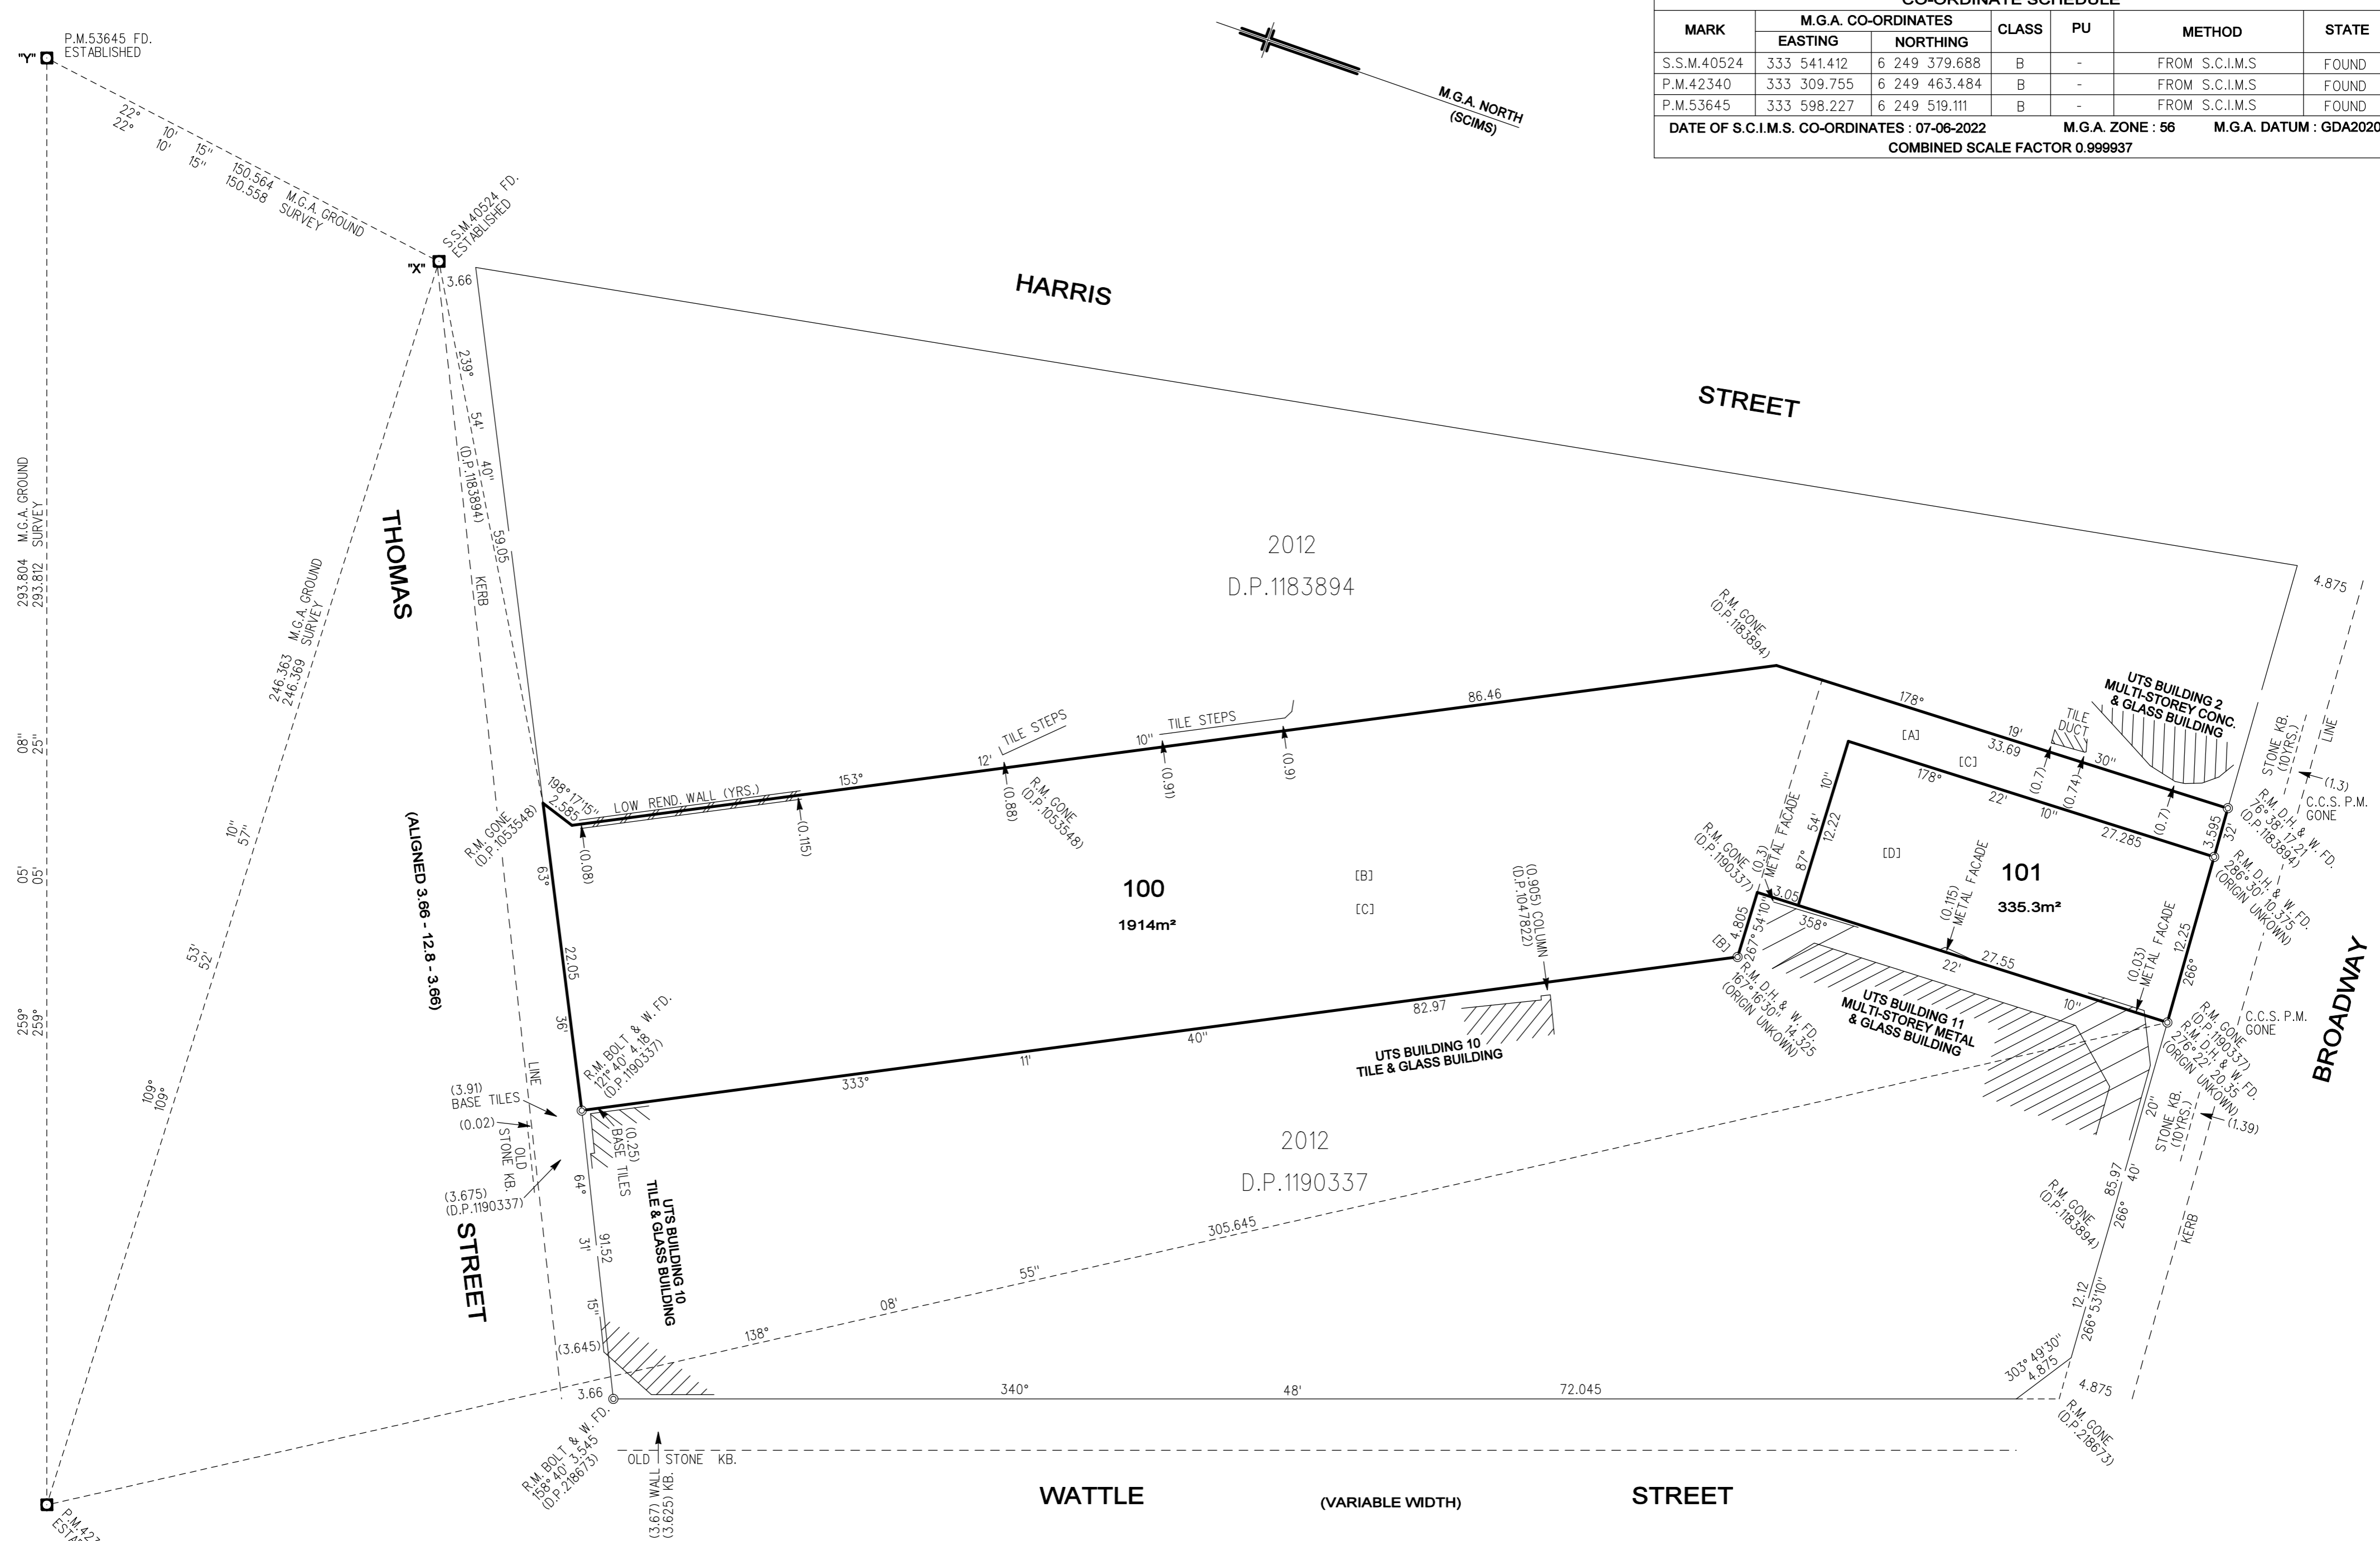 CO-ORDINATE SCHEDULE
MARK
M.G.A. CO-ORDINATES
EASTING
NORTHING
CLASS
PU
METHOD
STATE
S.S.M.40524 333 541.412 6 249 379.688 B - FROM S.C.I.M.S FOUND
P.M.42340 333 309.755 6 249 463.484 B - FROM S.C.I.M.S FOUND
P.M.53645 333 598.227 6 249 519.111 B - FROM S.C.I.M.S FOUND
DATE OF S.C.I.M.S. CO-ORDINATES : 07-06-2022 M.G.A. ZONE : 56 M.G.A. DATUM : GDA2020
COMBINED SCALE FACTOR 0.999937
M.G.A. NORTH
(SCIMS)
"Y"
P.M.53645 FD.
ESTABLISHED
22° 10' 15" 150.564 M.G.A. GROUND
22° 10' 15" 150.558 SURVEY
"X"
S.S.M.40524 FD.
ESTABLISHED
3.66
HARRIS
STREET
239° 54' 40" 59.05
(D.P.1183894)
KERB
THOMAS
259° 05' 08" 293.804 M.G.A. GROUND
259° 05' 25" 293.812 SURVEY
109° 53' 10" 246.363 M.G.A. GROUND
109° 52' 57" 246.369 SURVEY
2012
D.P.1183894
4.875
R.M. GONE
(D.P.1183894)
86.46
178° 19' 30"
33.69
UTS BUILDING 2
MULTI-STOREY CONC.
& GLASS BUILDING
TILE
DUCT
STONE KB.
(10YRS.)
LINE
(1.3)
C.C.S. P.M.
GONE
TILE STEPS
TILE STEPS
153° 12' 10"
(0.88)
(0.91)
(0.9)
R.M. GONE
(D.P.1053548)
198° 17'15"
2.585
LOW REND. WALL (YRS.)
(0.115)
(0.08)
R.M. GONE
(D.P.1053548)
[A]
[C]
(0.7)
(0.74)
(0.7)
178° 22' 10"
27.285
87° 54' 10"
12.22
METAL FACADE
(0.3)
3.595
32'
R.M. D.H. & W. FD.
76° 38' 17.21
(D.P.1183894)
R.M. D.H. & W. FD.
286° 30' 10.375
(ORIGIN UNKOWN)
[D]
101
335.3m²
100
1914m²
[B]
[C]
R.M. GONE
(D.P.1190337)
3.05
4.805
267° 54'10"
[B]
358° 22' 10"
27.55
(0.115)
METAL FACADE
(0.03)
METAL FACADE
12.25
266°
(0.905) COLUMN
(D.P.1047822)
R.M. D.H. & W. FD.
167° 16'30" 14.325
(ORIGIN UNKOWN)
(ALIGNED 3.66 - 12.8 - 3.66)
63° 36'
22.05
82.97
333° 11' 40"
R.M. BOLT & W. FD.
121° 40' 4.18
(D.P.1190337)
UTS BUILDING 10
TILE & GLASS BUILDING
UTS BUILDING 11
MULTI-STOREY METAL
& GLASS BUILDING
R.M. GONE
(D.P.1190337)
R.M. D.H. & W. FD.
276° 22' 20.35
(ORIGIN UNKOWN)
C.C.S. P.M.
GONE
BROADWAY
(3.91)
BASE TILES
(0.02)
OLD
STONE KB.
LINE
(0.25)
BASE TILES
(3.675)
(D.P.1190337)
STREET
UTS BUILDING 10
TILE & GLASS BUILDING
64° 31' 15"
91.52
2012
D.P.1190337
305.645
138° 08' 55"
STONE KB.
(10YRS.)
(1.39)
266° 40' 20"
85.97
R.M. GONE
(D.P.1183894)
KERB
12.12
266° 53'10"
303° 49'30"
4.875
4.875
(3.645)
3.66
340° 48' 72.045
R.M. GONE
(D.P.218673)
R.M. BOLT & W. FD.
158° 40' 3.545
(D.P.218673)
OLD STONE KB.
(3.67) WALL
(3.625) KB.
WATTLE (VARIABLE WIDTH) STREET